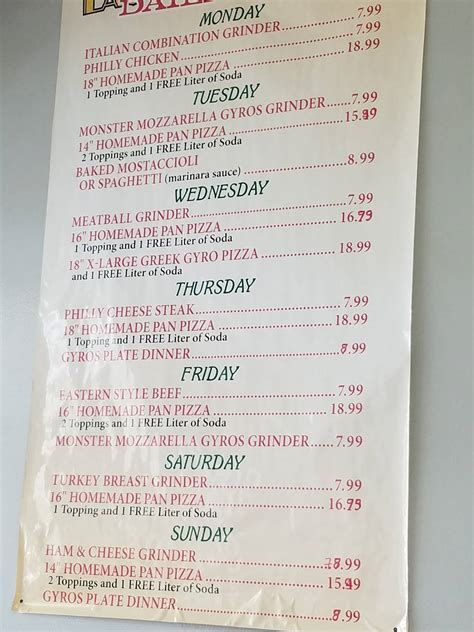 MONDAY
ITALIAN COMBINATION GRINDER 7.99
PHILLY CHICKEN 7.99
18" HOMEMADE PAN PIZZA 18.99
1 Topping and 1 FREE Liter of Soda
TUESDAY
MONSTER MOZZARELLA GYROS GRINDER 7.99
14" HOMEMADE PAN PIZZA
2 Toppings and 1 FREE Liter of Soda
BAKED MOSTACCIOLI
OR SPAGHETTI (marinara sauce) 8.99
WEDNESDAY
MEATBALL GRINDER 7.99
16" HOMEMADE PAN PIZZA
1 Topping and 1 FREE Liter of Soda
18" X-LARGE GREEK GYRO PIZZA 18.99
and 1 FREE Liter of Soda
THURSDAY
PHILLY CHEESE STEAK 7.99
18" HOMEMADE PAN PIZZA 18.99
1 Topping and 1 FREE Liter of Soda
GYROS PLATE DINNER
FRIDAY
EASTERN STYLE BEEF 7.99
16" HOMEMADE PAN PIZZA 18.99
2 Toppings and 1 FREE Liter of Soda
MONSTER MOZZARELLA GYROS GRINDER 7.99
SATURDAY
TURKEY BREAST GRINDER 7.99
16" HOMEMADE PAN PIZZA
1 Topping and 1 FREE Liter of Soda
SUNDAY
HAM & CHEESE GRINDER
14" HOMEMADE PAN PIZZA
2 Toppings and 1 FREE Liter of Soda
GYROS PLATE DINNER 8.99